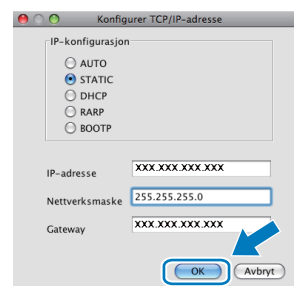 Konfigurer TCP/IP-adresse
IP-konfigurasjon
AUTO
STATIC
DHCP
RARP
BOOTP
IP-adresse XXX.XXX.XXX.XXX
Nettverksmaske 255.255.255.0
Gateway XXX.XXX.XXX.XXX
OK Avbryt